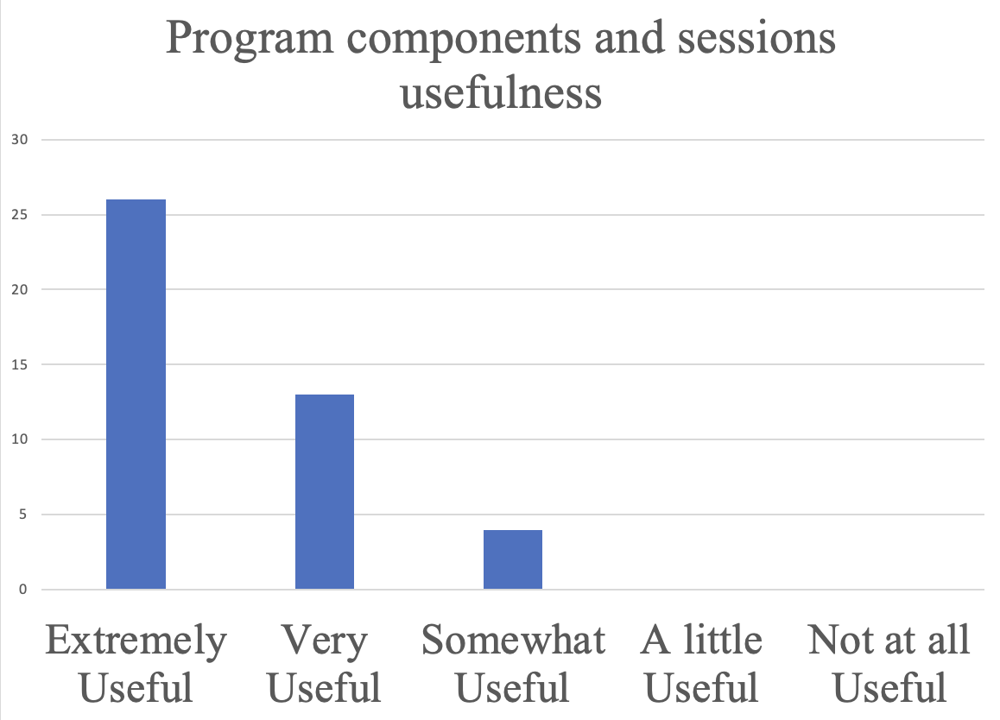 Program components and sessions
usefulness
30
25
20
15
10
5
0
Extremely Useful
Very Useful
Somewhat Useful
A little Useful
Not at all Useful